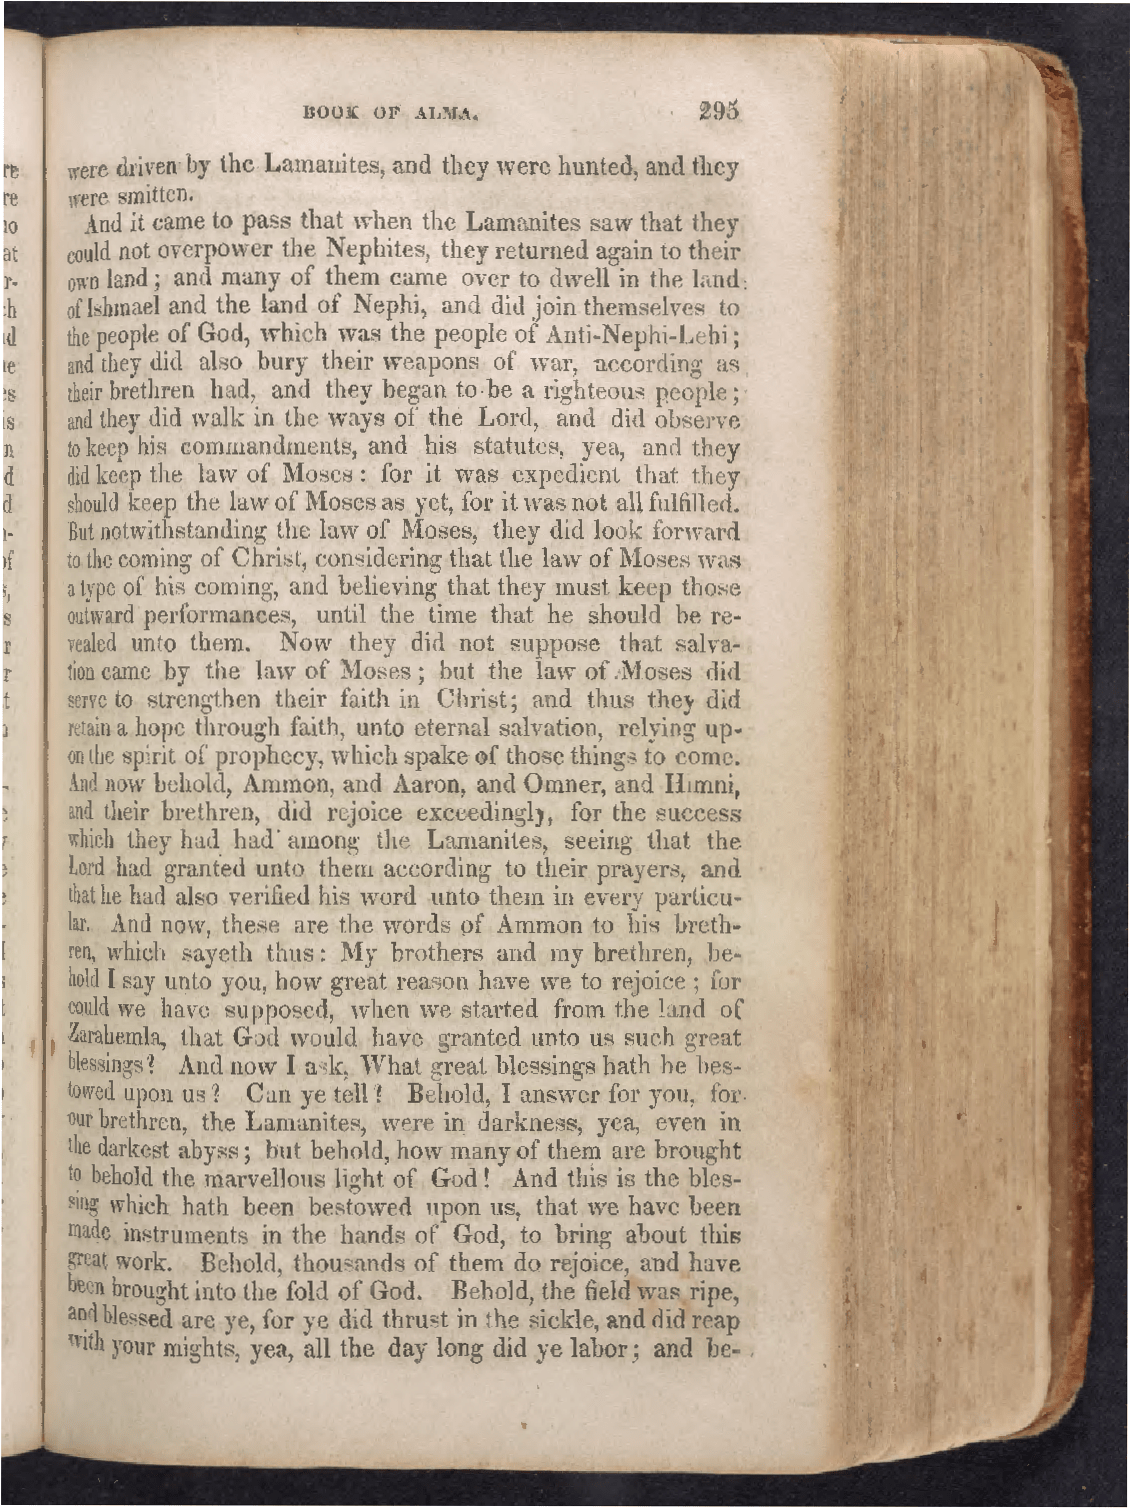 BOOK OF ALMA. 295
were driven by the Lamanites, and they were hunted, and they
were smitten.
And it came to pass that when the Lamanites saw that they
could not overpower the Nephites, they returned again to their
own land; and many of them came over to dwell in the land
of Ishmael and the land of Nephi, and did join themselves to
the people of God, which was the people of Anti-Nephi-Lehi;
and they did also bury their weapons of war, according as
their brethren had, and they began to be a righteous people;
and they did walk in the ways of the Lord, and did observe
to keep his commandments, and his statutes, yea, and they
did keep the law of Moses: for it was expedient that they
should keep the law of Moses as yet, for it was not all fulfilled.
But notwithstanding the law of Moses, they did look forward
to the coming of Christ, considering that the law of Moses was
a type of his coming, and believing that they must keep those
outward performances, until the time that he should be re-
vealed unto them. Now they did not suppose that salva-
tion came by the law of Moses; but the law of Moses did
serve to strengthen their faith in Christ; and thus they did
retain a hope through faith, unto eternal salvation, relying up-
on the spirit of prophecy, which spake of those things to come.
And now behold, Ammon, and Aaron, and Omner, and Himni,
and their brethren, did rejoice exceedingly, for the success
which they had had among the Lamanites, seeing that the
Lord had granted unto them according to their prayers, and
that he had also verified his word unto them in every particu-
lar. And now, these are the words of Ammon to his breth-
ren, which sayeth thus: My brothers and my brethren, be-
hold I say unto you, how great reason have we to rejoice; for
could we have supposed, when we started from the land of
Zarahemla, that God would have granted unto us such great
blessings? And now I ask, What great blessings hath he bes-
towed upon us? Can ye tell? Behold, I answer for you, for
our brethren, the Lamanites, were in darkness, yea, even in
the darkest abyss; but behold, how many of them are brought
to behold the marvellous light of God! And this is the bles-
sing which hath been bestowed upon us, that we have been
made instruments in the hands of God, to bring about this
great work. Behold, thousands of them do rejoice, and have
been brought into the fold of God. Behold, the field was ripe,
and blessed are ye, for ye did thrust in the sickle, and did reap
with your mights, yea, all the day long did ye labor; and be-